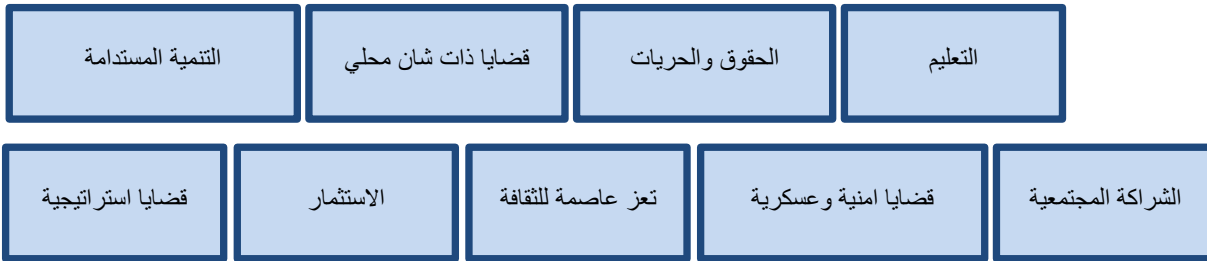 التعليم
الحقوق والحريات
قضايا ذات شان محلي
التنمية المستدامة
الشراكة المجتمعية
قضايا امنية وعسكرية
تعز عاصمة للثقافة
الاستثمار
قضايا استراتيجية